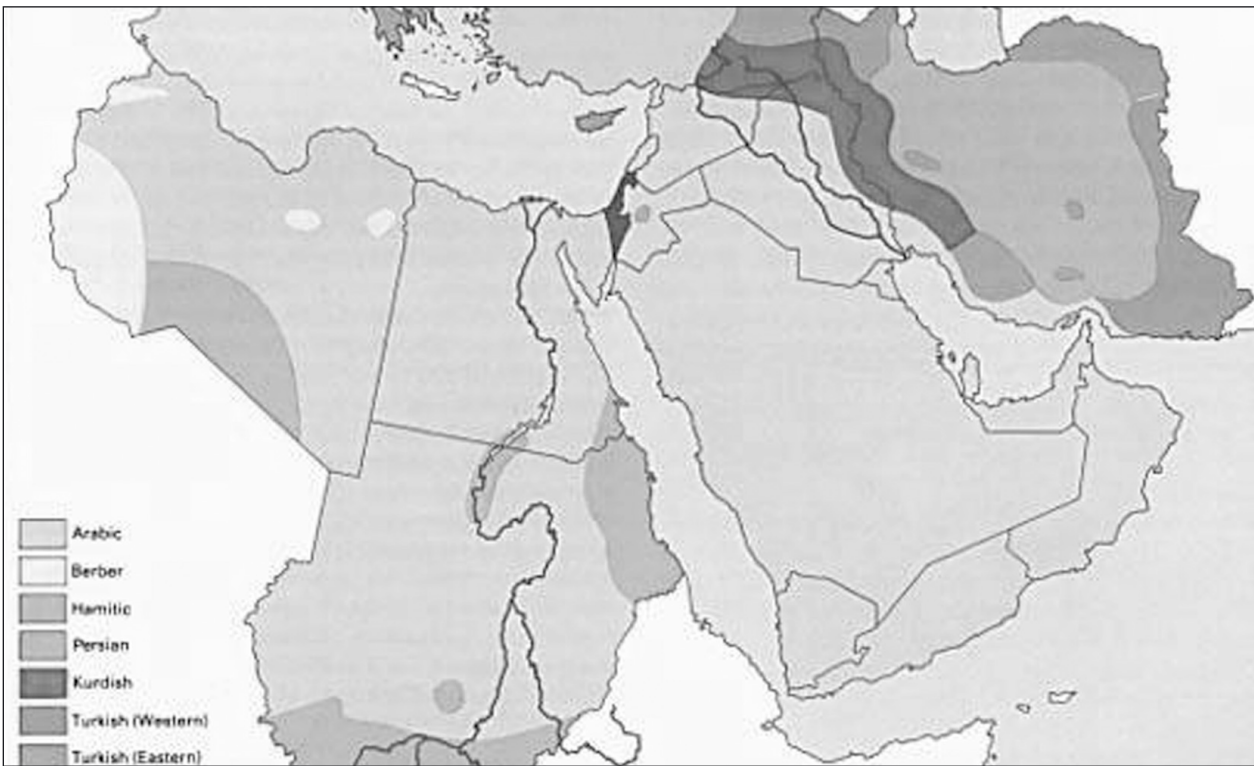 Arabic
Berber
Hamitic
Persian
Kurdish
Turkish (Western)
Turkish (Eastern)